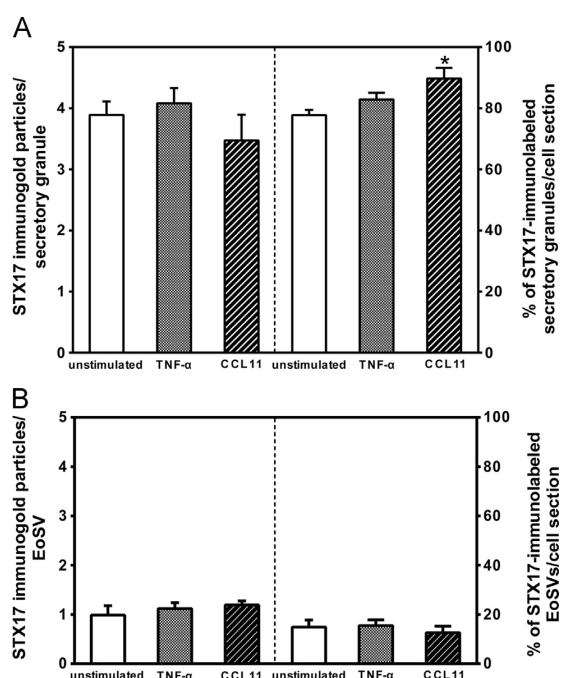 A
STX17 immunogold particles/
secretory granule
5
4
3
2
1
0
*
100
80
60
40
20
0
% of STX17-immunolabeled
secretory granules/cell section
unstimulated TNF-α CCL11 unstimulated TNF-α CCL11
B
STX17 immunogold particles/
EoSV
5
4
3
2
1
0
100
80
60
40
20
0
% of STX17-immunolabeled
EoSVs/cell section
unstimulated TNF-α CCL11 unstimulated TNF-α CCL11